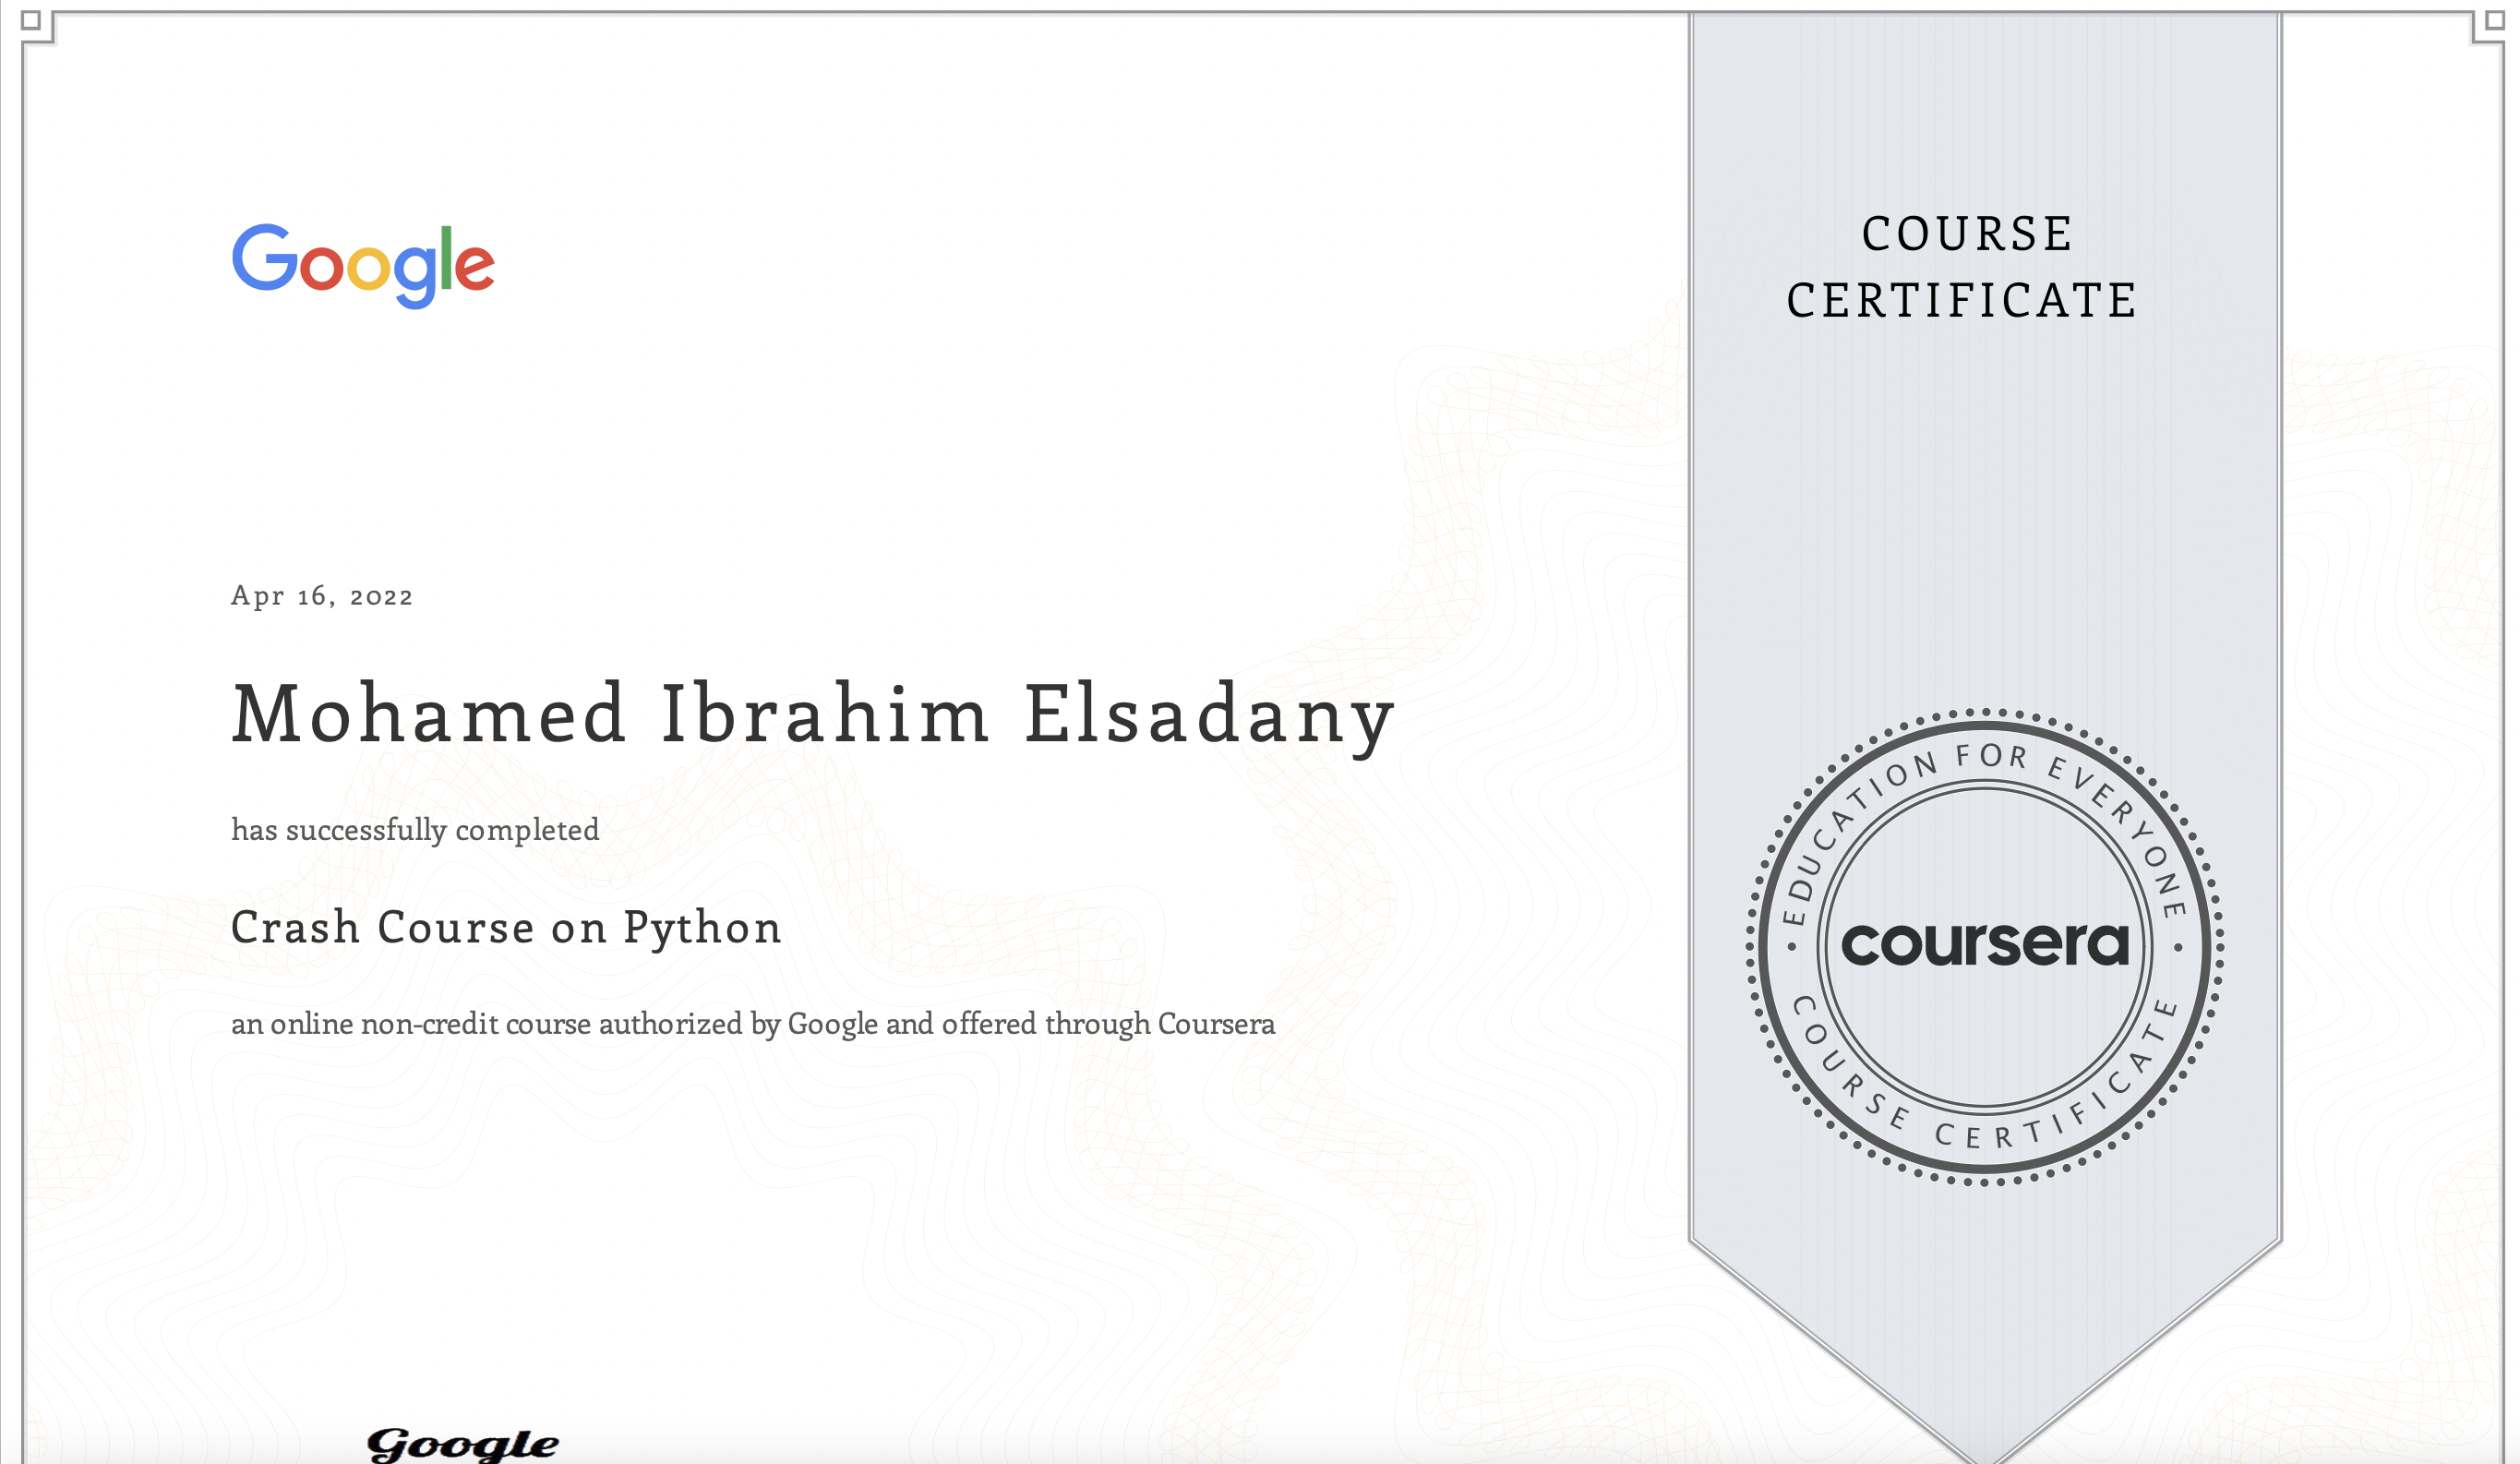 Google
COURSE
CERTIFICATE
Apr 16, 2022
Mohamed Ibrahim Elsadany
has successfully completed
Crash Course on Python
an online non-credit course authorized by Google and offered through Coursera
EDUCATION FOR EVERYONE
coursera
COURSE CERTIFICATE
Google